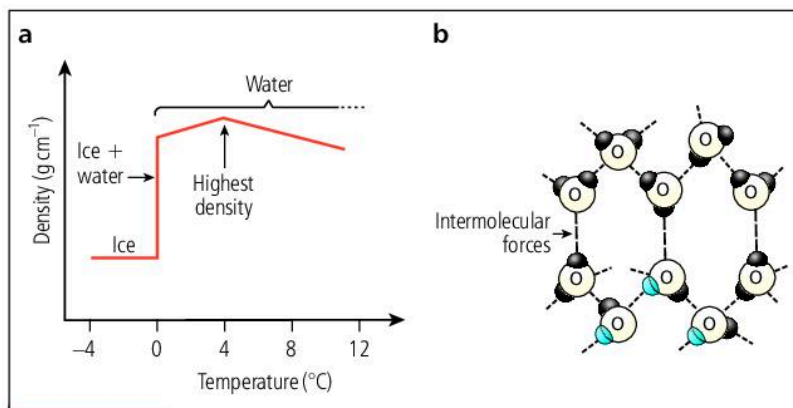 a
Density (g cm⁻¹)
Water
Ice +
water
Highest
density
Ice
−4
0
4
8
12
Temperature (°C)
b
O
O
O
O
O
Intermolecular
forces
O
O
O
O
O